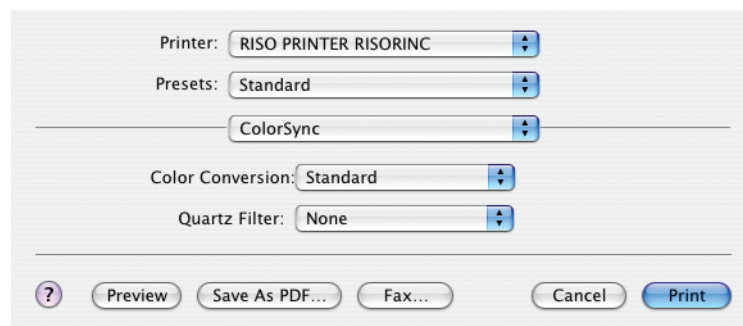 Printer: RISO PRINTER RISORINC
Presets: Standard
ColorSync
Color Conversion: Standard
Quartz Filter: None
? Preview Save As PDF... Fax... Cancel Print